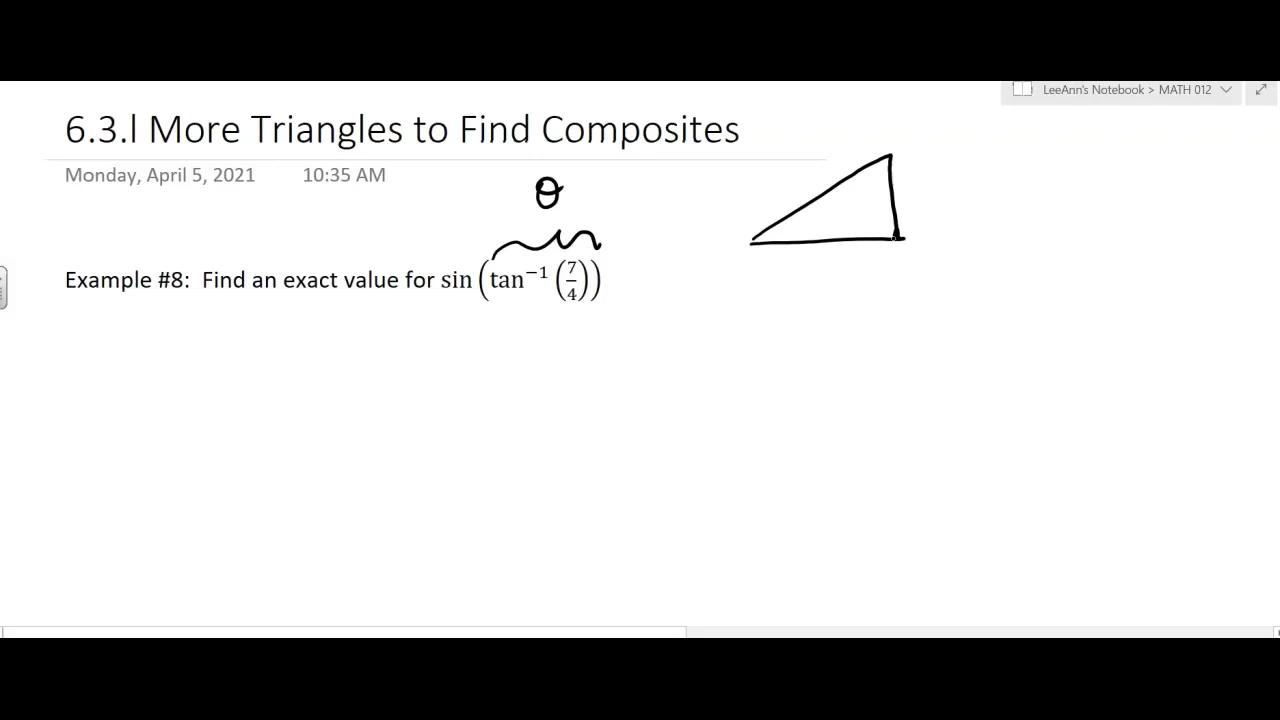 LeeAnn's Notebook > MATH 012
6.3.l More Triangles to Find Composites
Monday, April 5, 2021 10:35 AM
θ
Example #8: Find an exact value for sin (tan⁻¹ (7/4))